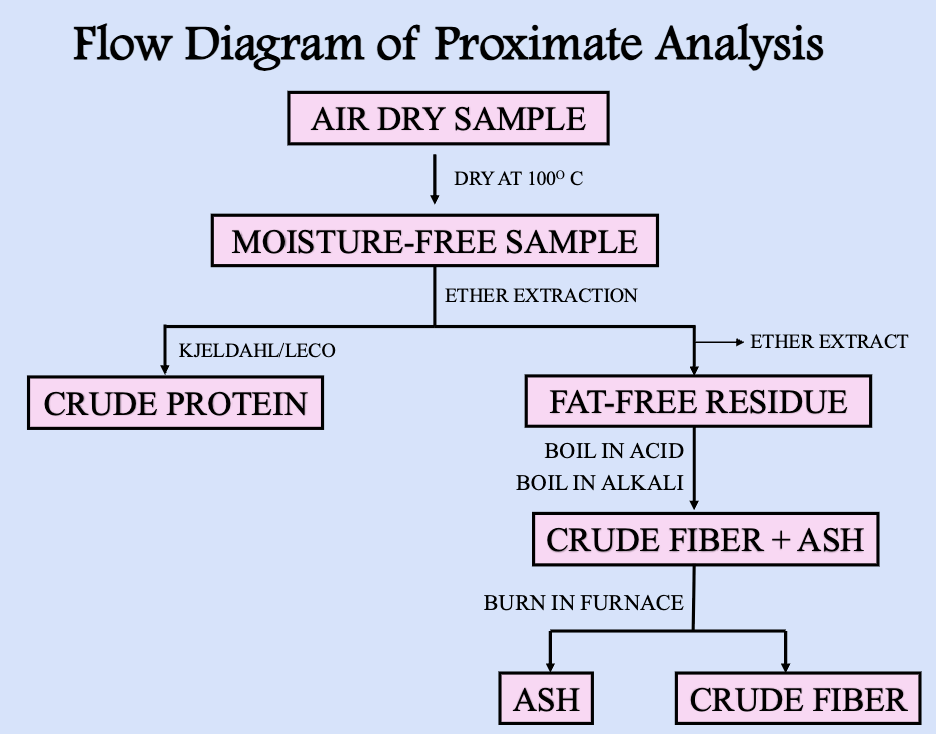 Flow Diagram of Proximate Analysis
AIR DRY SAMPLE
DRY AT 100⁰ C
MOISTURE-FREE SAMPLE
ETHER EXTRACTION
KJELDAHL/LECO
ETHER EXTRACT
CRUDE PROTEIN
FAT-FREE RESIDUE
BOIL IN ACID
BOIL IN ALKALI
CRUDE FIBER + ASH
BURN IN FURNACE
ASH
CRUDE FIBER